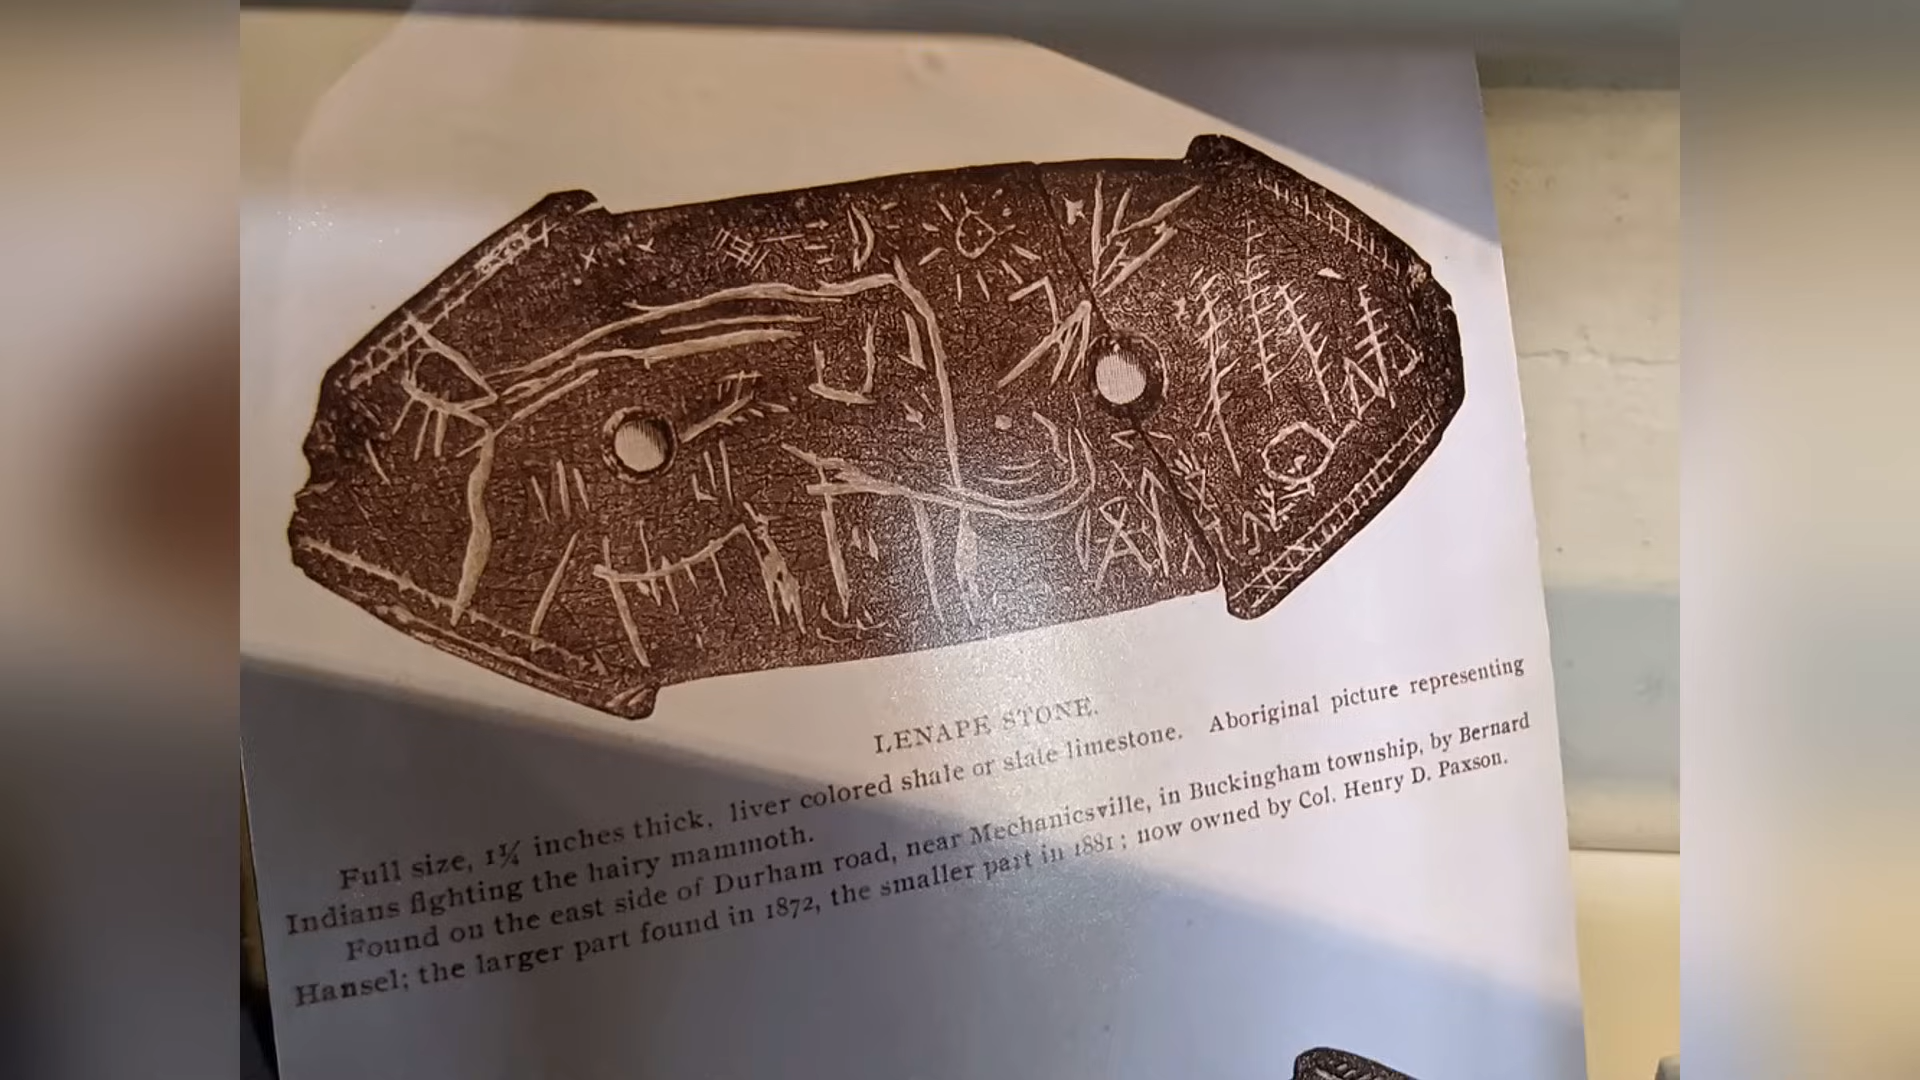 LENAPE STONE.
Full size, 1¼ inches thick, liver colored shale or slate limestone. Aboriginal picture representing
Indians fighting the hairy mammoth.
Found on the east side of Durham road, near Mechanicsville, in Buckingham township, by Bernard
Hansel; the larger part found in 1872, the smaller part in 1881; now owned by Col. Henry D. Paxson.